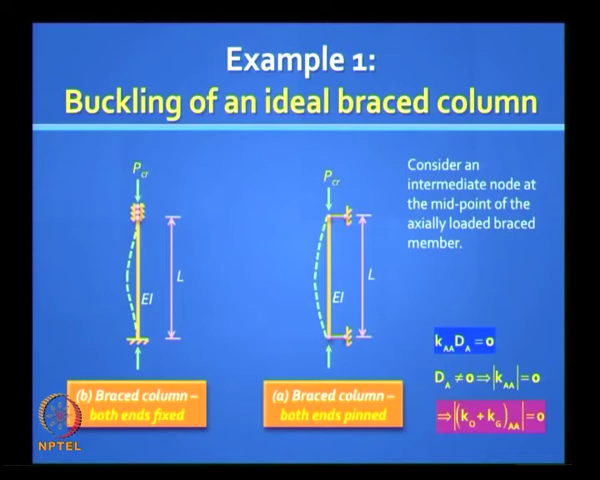 Example 1:
Buckling of an ideal braced column
P_cr
L
EI
(b) Braced column –
both ends fixed
P_cr
L
EI
(a) Braced column –
both ends pinned
Consider an
intermediate node at
the mid-point of the
axially loaded braced
member.
k_AA D_A = 0
D_A ≠ 0 ⇒ |k_AA| = 0
⇒ |(k_O + k_G)_AA| = 0
NPTEL